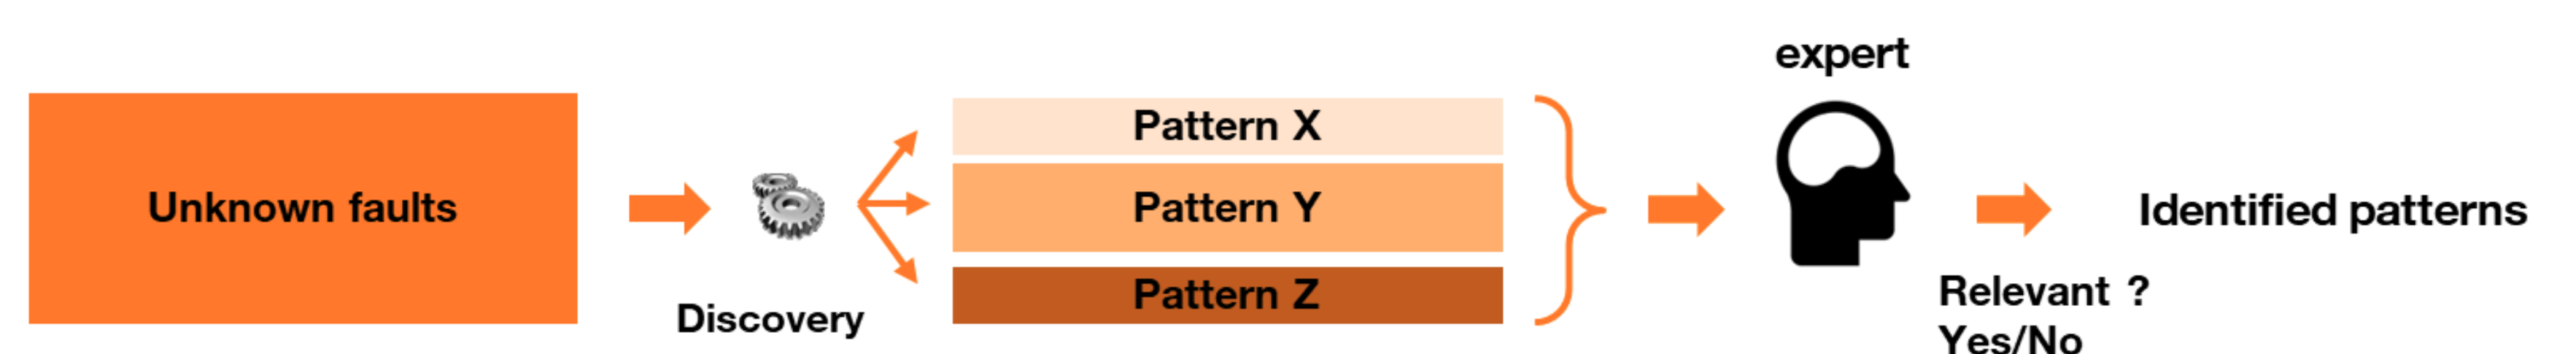 Unknown faults
Discovery
Pattern X
Pattern Y
Pattern Z
expert
Relevant ?
Yes/No
Identified patterns